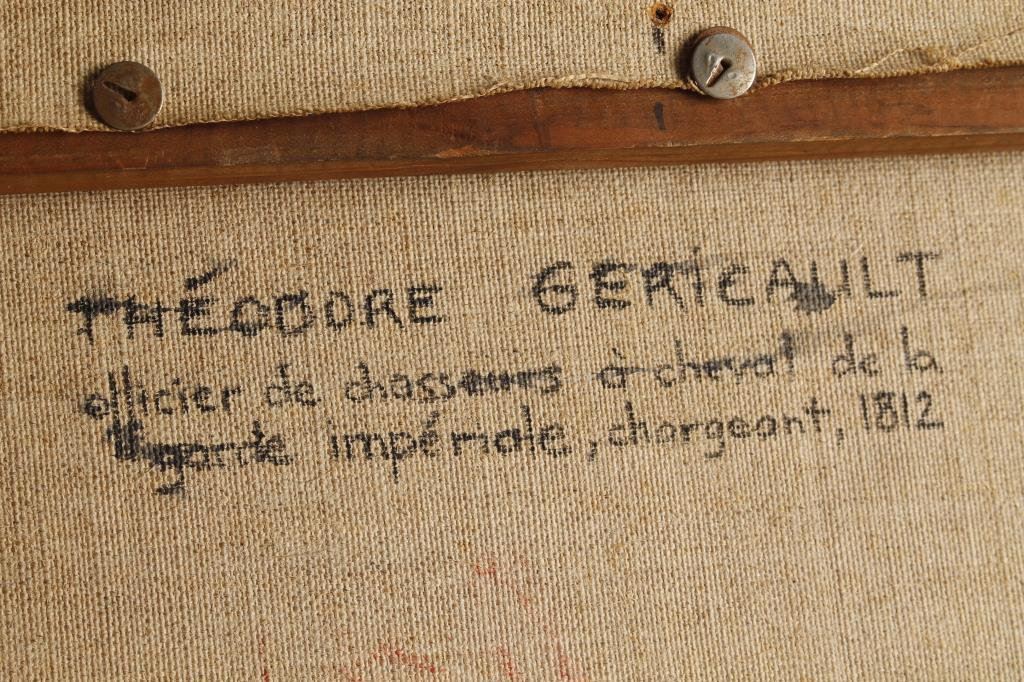 THÉODORE GERICAULT
officier de chasseurs à cheval de la
garde impériale, chargeant, 1812